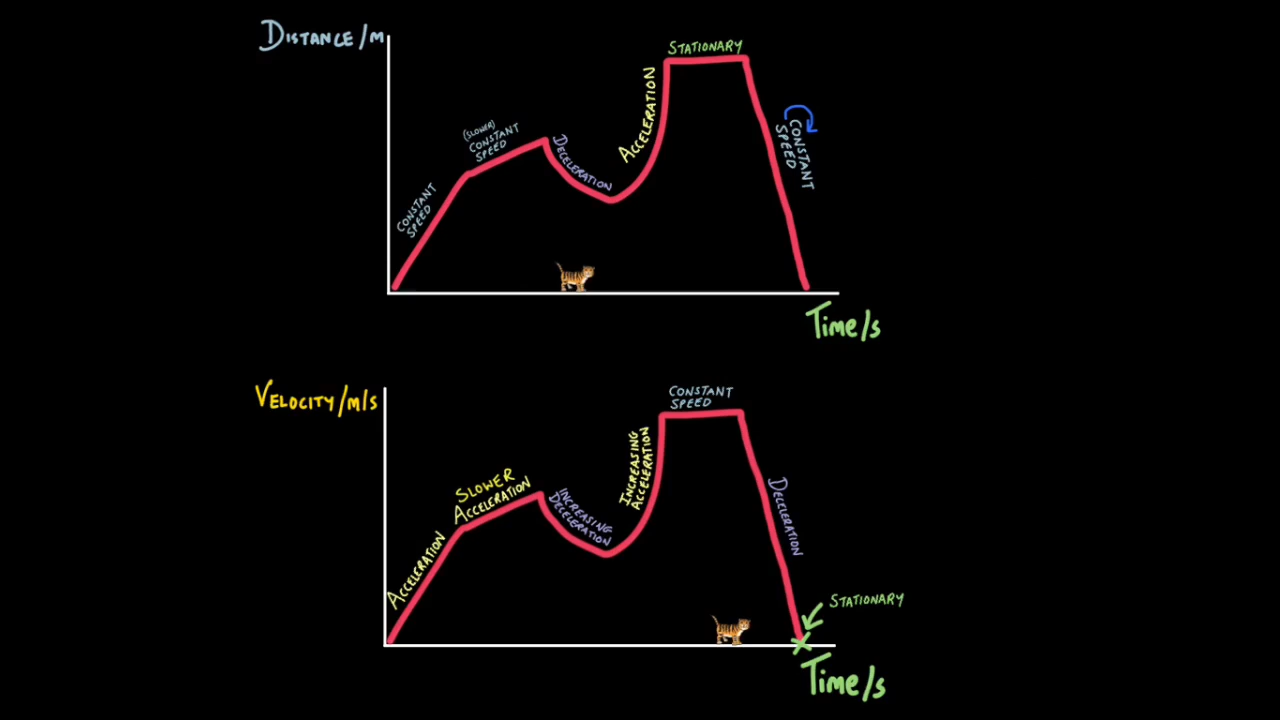 DISTANCE/M
STATIONARY
ACCELERATION
(SLOWER)
CONSTANT
SPEED
DECELERATION
CONSTANT
SPEED
CONSTANT
SPEED
TIME/S
VELOCITY/M/S
CONSTANT
SPEED
INCREASING
ACCELERATION
SLOWER
ACCELERATION
INCREASING
DECELERATION
DECELERATION
ACCELERATION
STATIONARY
TIME/S